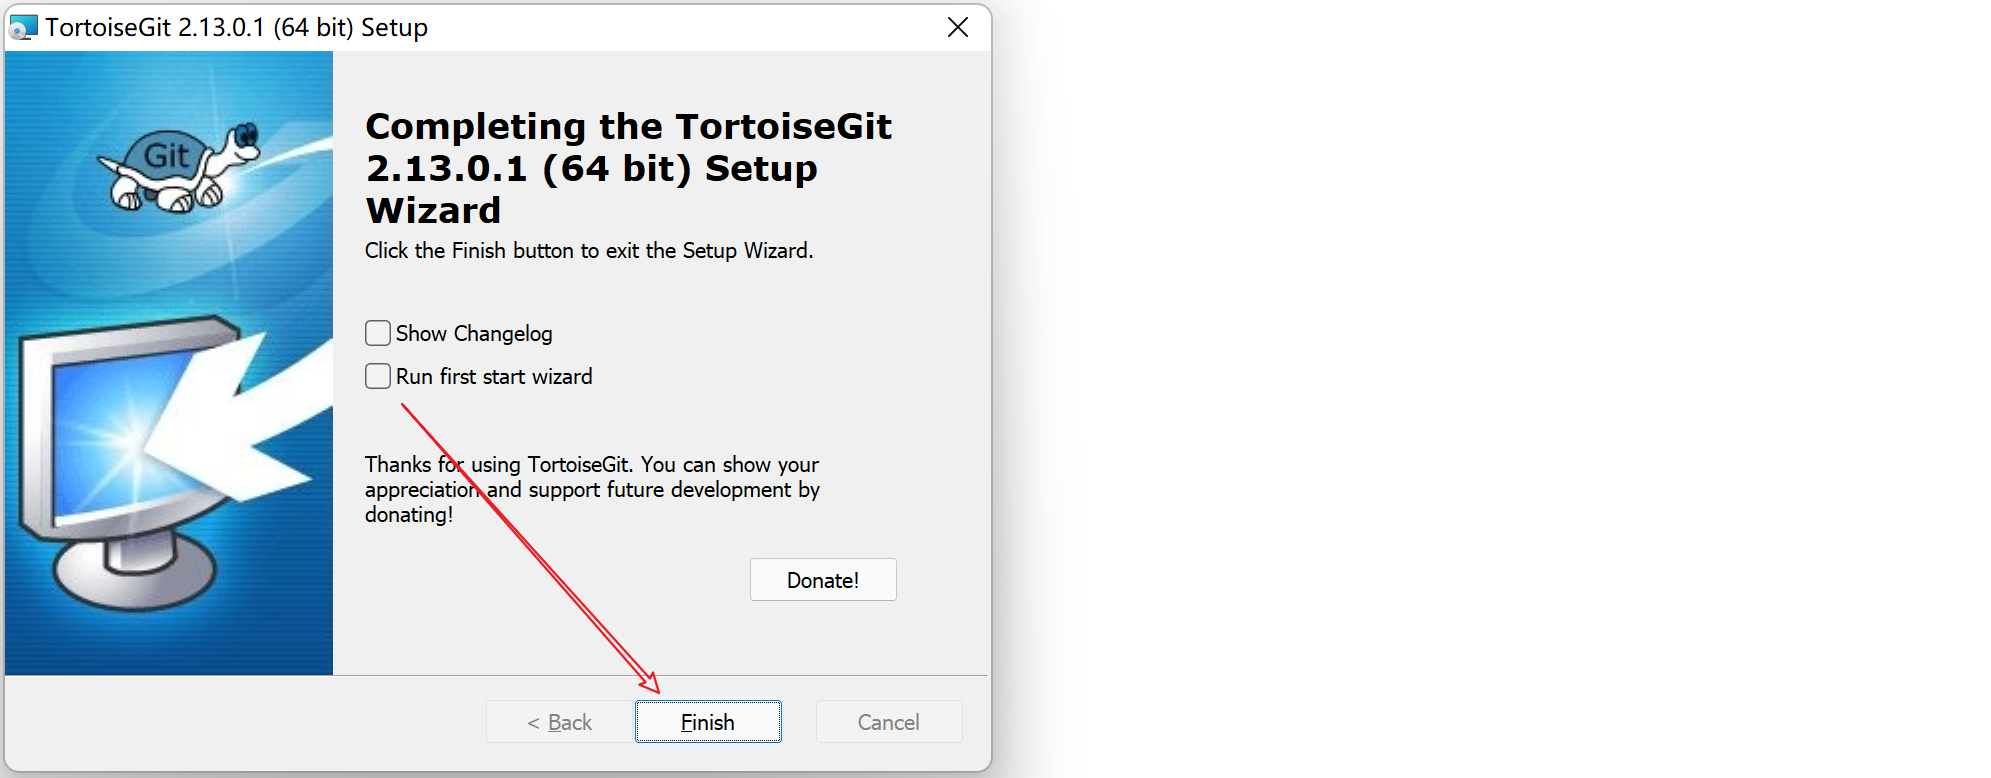 TortoiseGit 2.13.0.1 (64 bit) Setup
Git
Completing the TortoiseGit
2.13.0.1 (64 bit) Setup
Wizard
Click the Finish button to exit the Setup Wizard.
Show Changelog
Run first start wizard
Thanks for using TortoiseGit. You can show your
appreciation and support future development by
donating!
Donate!
< Back
Finish
Cancel